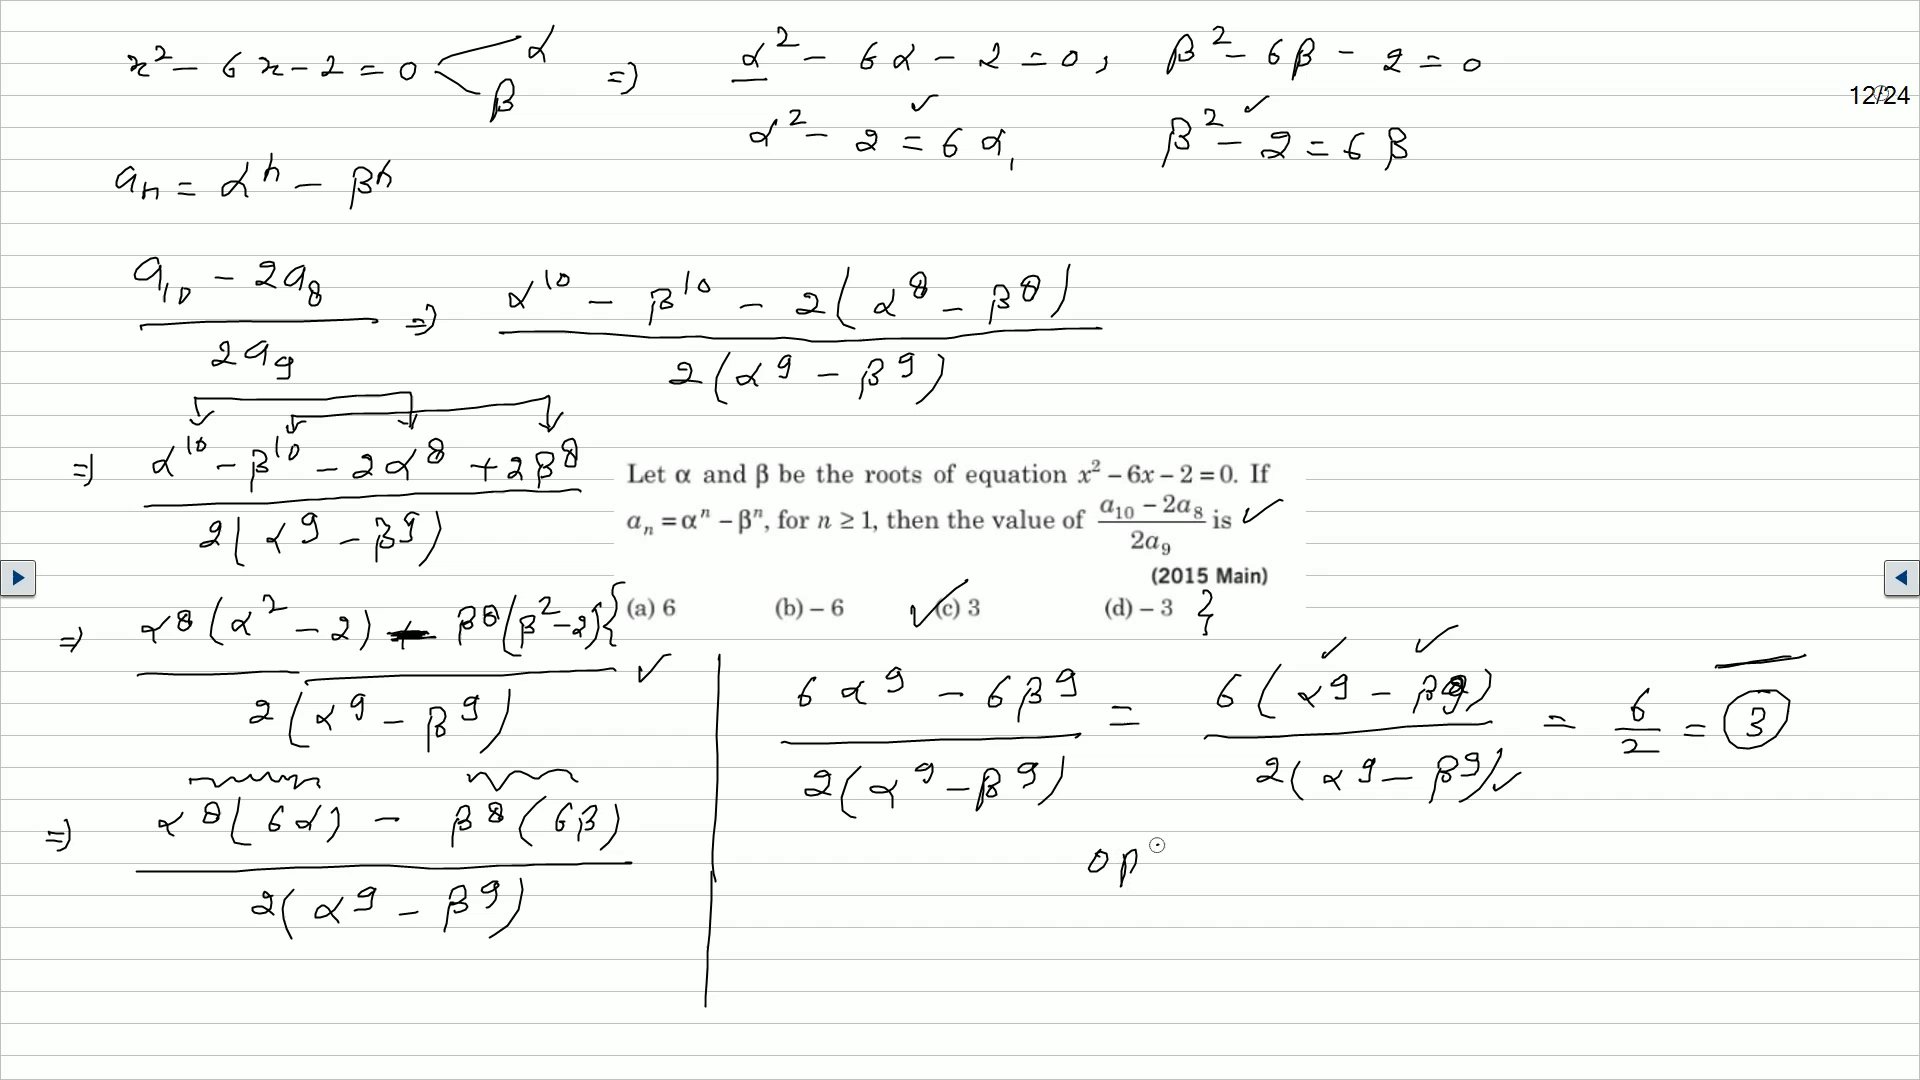 x² - 6x - 2 = 0 α β ⇒ α² - 6α - 2 = 0, β² - 6β - 2 = 0
12/24
α² - 2 = 6α, β² - 2 = 6β
aₙ = αⁿ - βⁿ
(a₁₀ - 2a₈) / (2a₉) ⇒ (α¹⁰ - β¹⁰ - 2(α⁸ - β⁸)) / (2(α⁹ - β⁹))
⇒ (α¹⁰ - β¹⁰ - 2α⁸ + 2β⁸) / (2(α⁹ - β⁹))
Let α and β be the roots of equation x² - 6x - 2 = 0. If
aₙ = αⁿ - βⁿ, for n ≥ 1, then the value of (a₁₀ - 2a₈) / (2a₉) is ✓
(2015 Main)
(a) 6 (b) – 6 ✓(c) 3 (d) – 3
⇒ (α⁸(α² - 2) - β⁸(β² - 2)) / (2(α⁹ - β⁹)) ✓
⇒ (α⁸(6α) - β⁸(6β)) / (2(α⁹ - β⁹))
(6α⁹ - 6β⁹) / (2(α⁹ - β⁹)) = (6(α⁹ - β⁹)) / (2(α⁹ - β⁹)) = 6/2 = 3
op